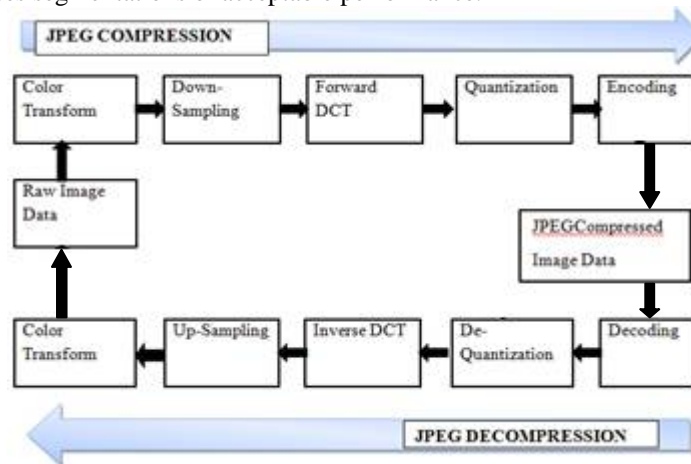 JPEG COMPRESSION
Color
Transform
Down-
Sampling
Forward
DCT
Quantization
Encoding
Raw Image
Data
JPEGCompressed
Image Data
Color
Transform
Up-Sampling
Inverse DCT
De-
Quantization
Decoding
JPEG DECOMPRESSION